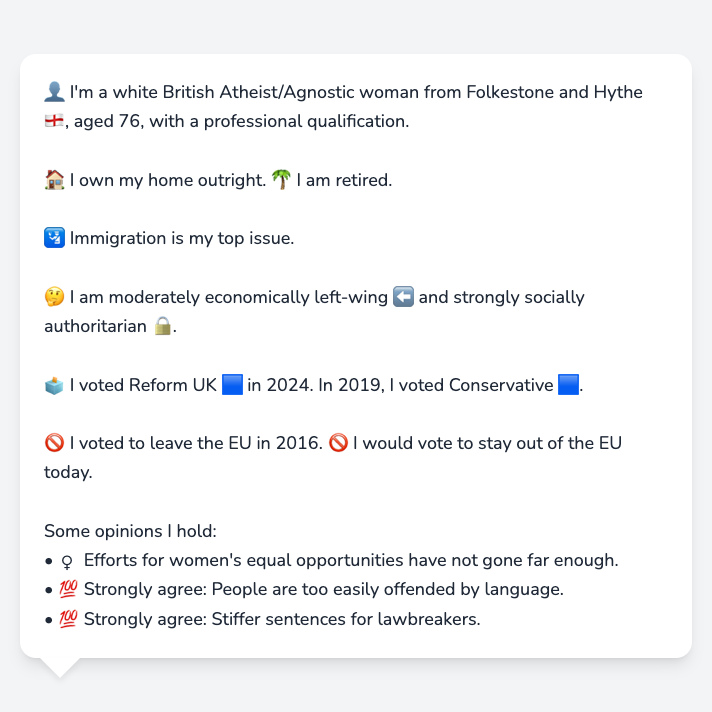 👤 I'm a white British Atheist/Agnostic woman from Folkestone and Hythe
🏴󠁧󠁢󠁥󠁮󠁧󠁿, aged 76, with a professional qualification.
🏠 I own my home outright. 🌴 I am retired.
🛂 Immigration is my top issue.
🤔 I am moderately economically left-wing ⬅️ and strongly socially
authoritarian 🔒.
🗳️ I voted Reform UK 🟦 in 2024. In 2019, I voted Conservative 🟦.
🚫 I voted to leave the EU in 2016. 🚫 I would vote to stay out of the EU
today.
Some opinions I hold:
• ♀ Efforts for women's equal opportunities have not gone far enough.
• 💯 Strongly agree: People are too easily offended by language.
• 💯 Strongly agree: Stiffer sentences for lawbreakers.